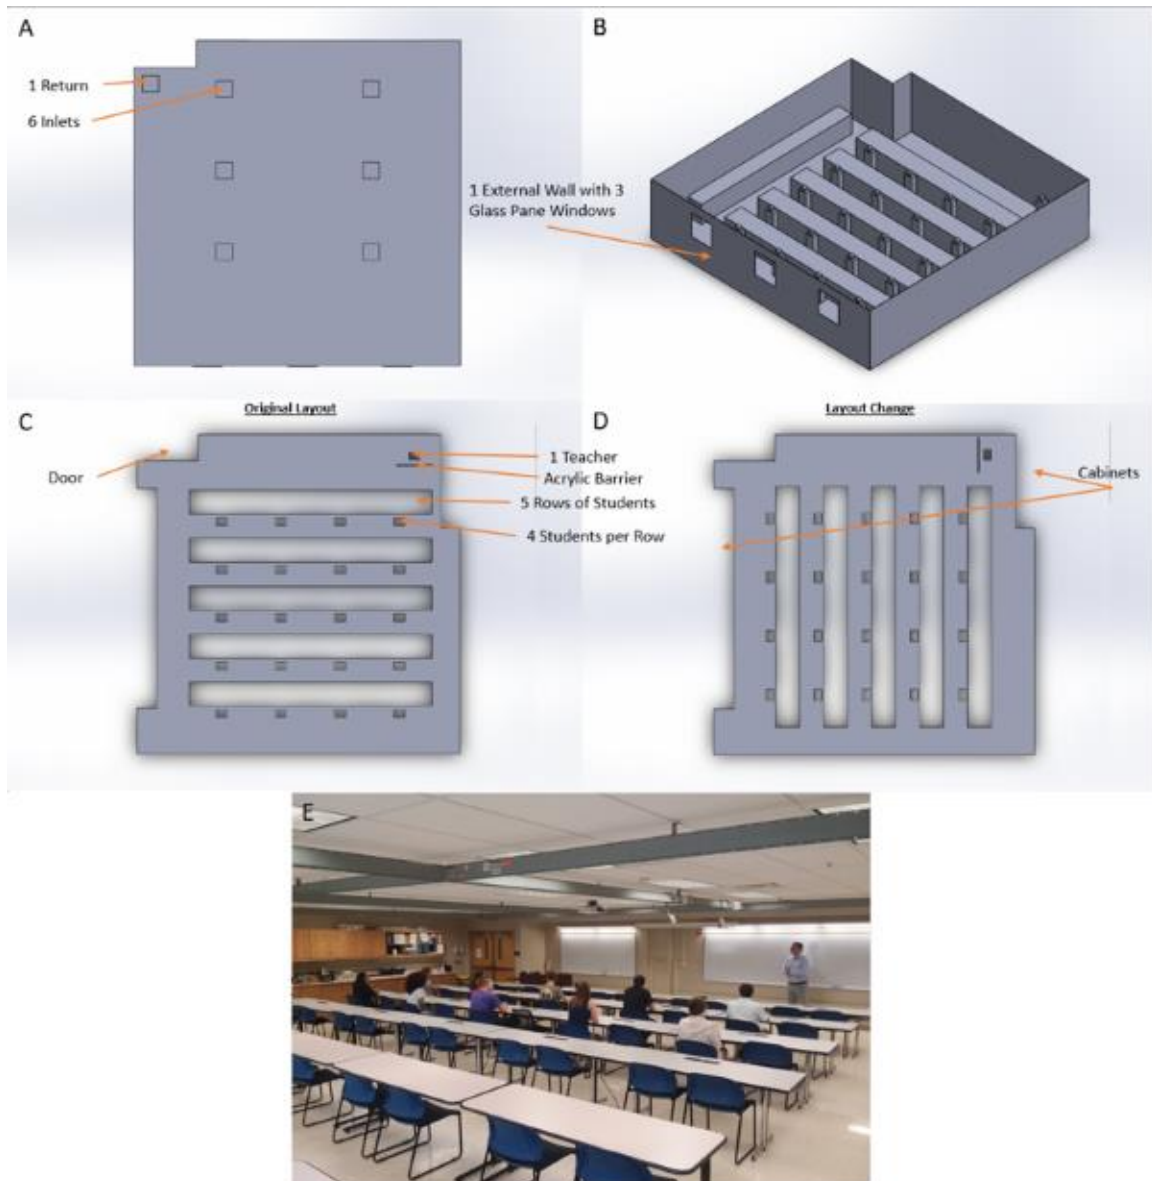 A
1 Return
6 Inlets
B
1 External Wall with 3
Glass Pane Windows
C
Original Layout
Door
1 Teacher
Acrylic Barrier
5 Rows of Students
4 Students per Row
D
Layout Change
Cabinets
E